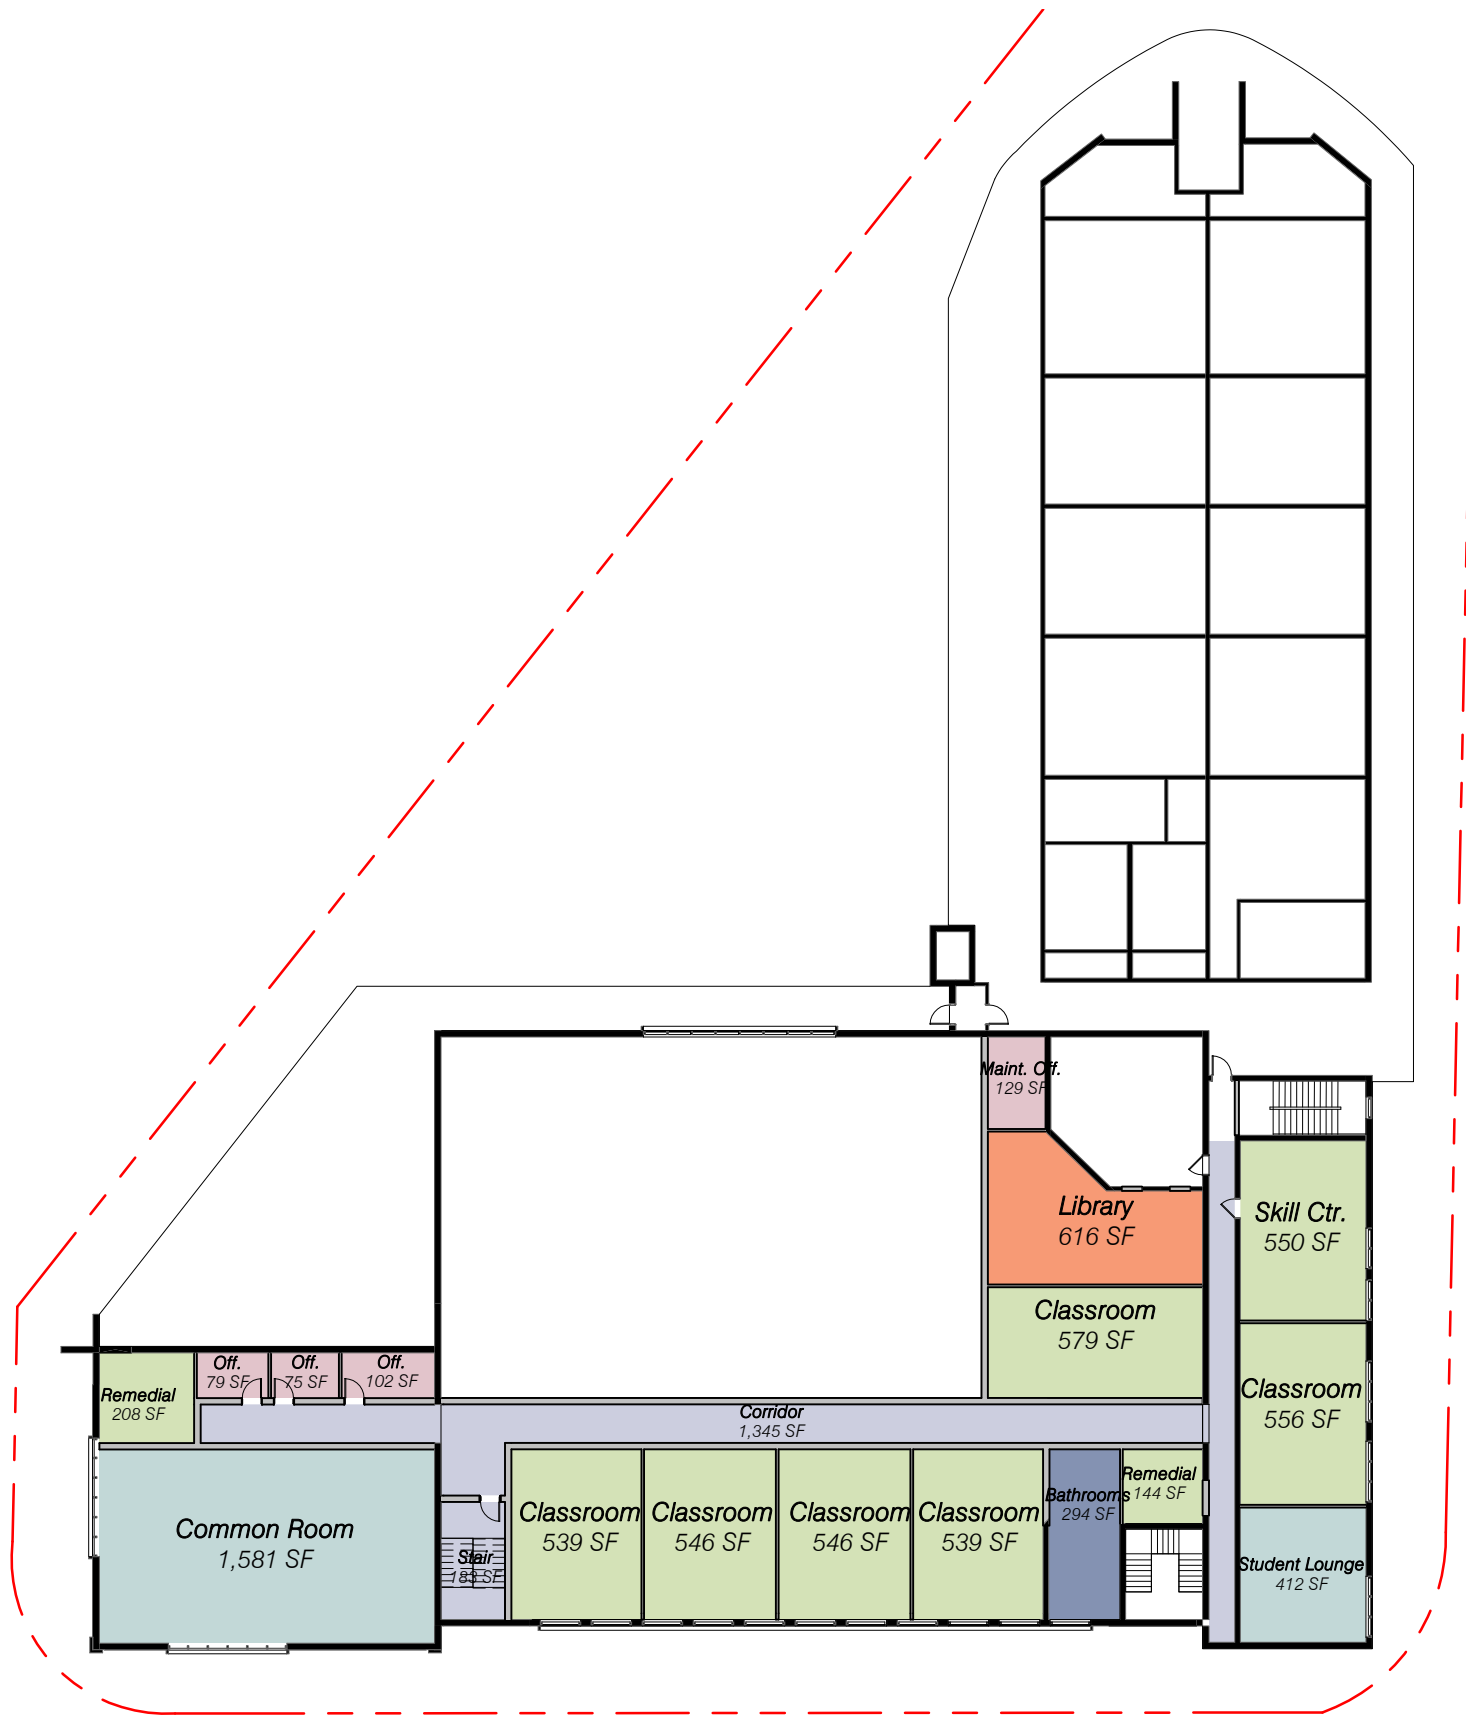 Maint. Off.
129 SF
Library
616 SF
Skill Ctr.
550 SF
Classroom
579 SF
Off.
79 SF
Off.
75 SF
Off.
102 SF
Remedial
208 SF
Classroom
556 SF
Corridor
1,345 SF
Common Room
1,581 SF
Stair
183 SF
Classroom
539 SF
Classroom
546 SF
Classroom
546 SF
Classroom
539 SF
Bathrooms
294 SF
Remedial
144 SF
Student Lounge
412 SF